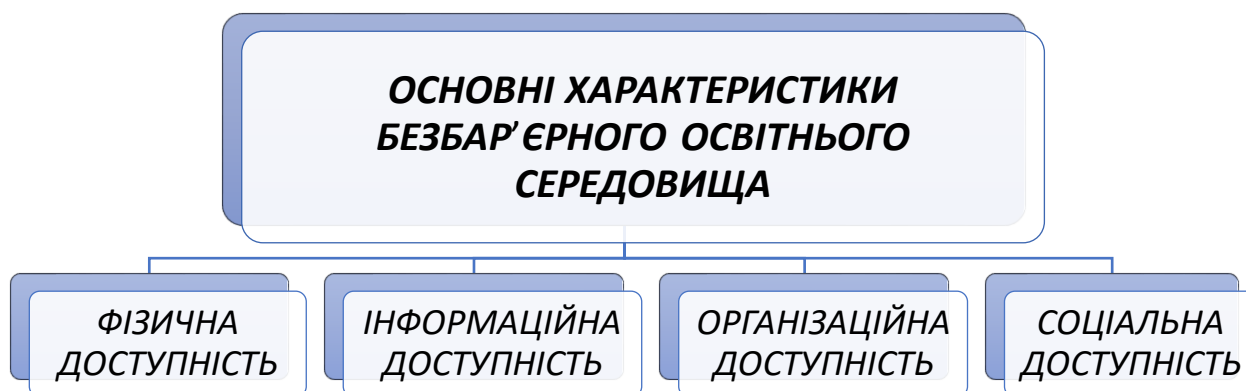 ОСНОВНІ ХАРАКТЕРИСТИКИ
БЕЗБАР’ЄРНОГО ОСВІТНЬОГО
СЕРЕДОВИЩА
ФІЗИЧНА
ДОСТУПНІСТЬ
ІНФОРМАЦІЙНА
ДОСТУПНІСТЬ
ОРГАНІЗАЦІЙНА
ДОСТУПНІСТЬ
СОЦІАЛЬНА
ДОСТУПНІСТЬ